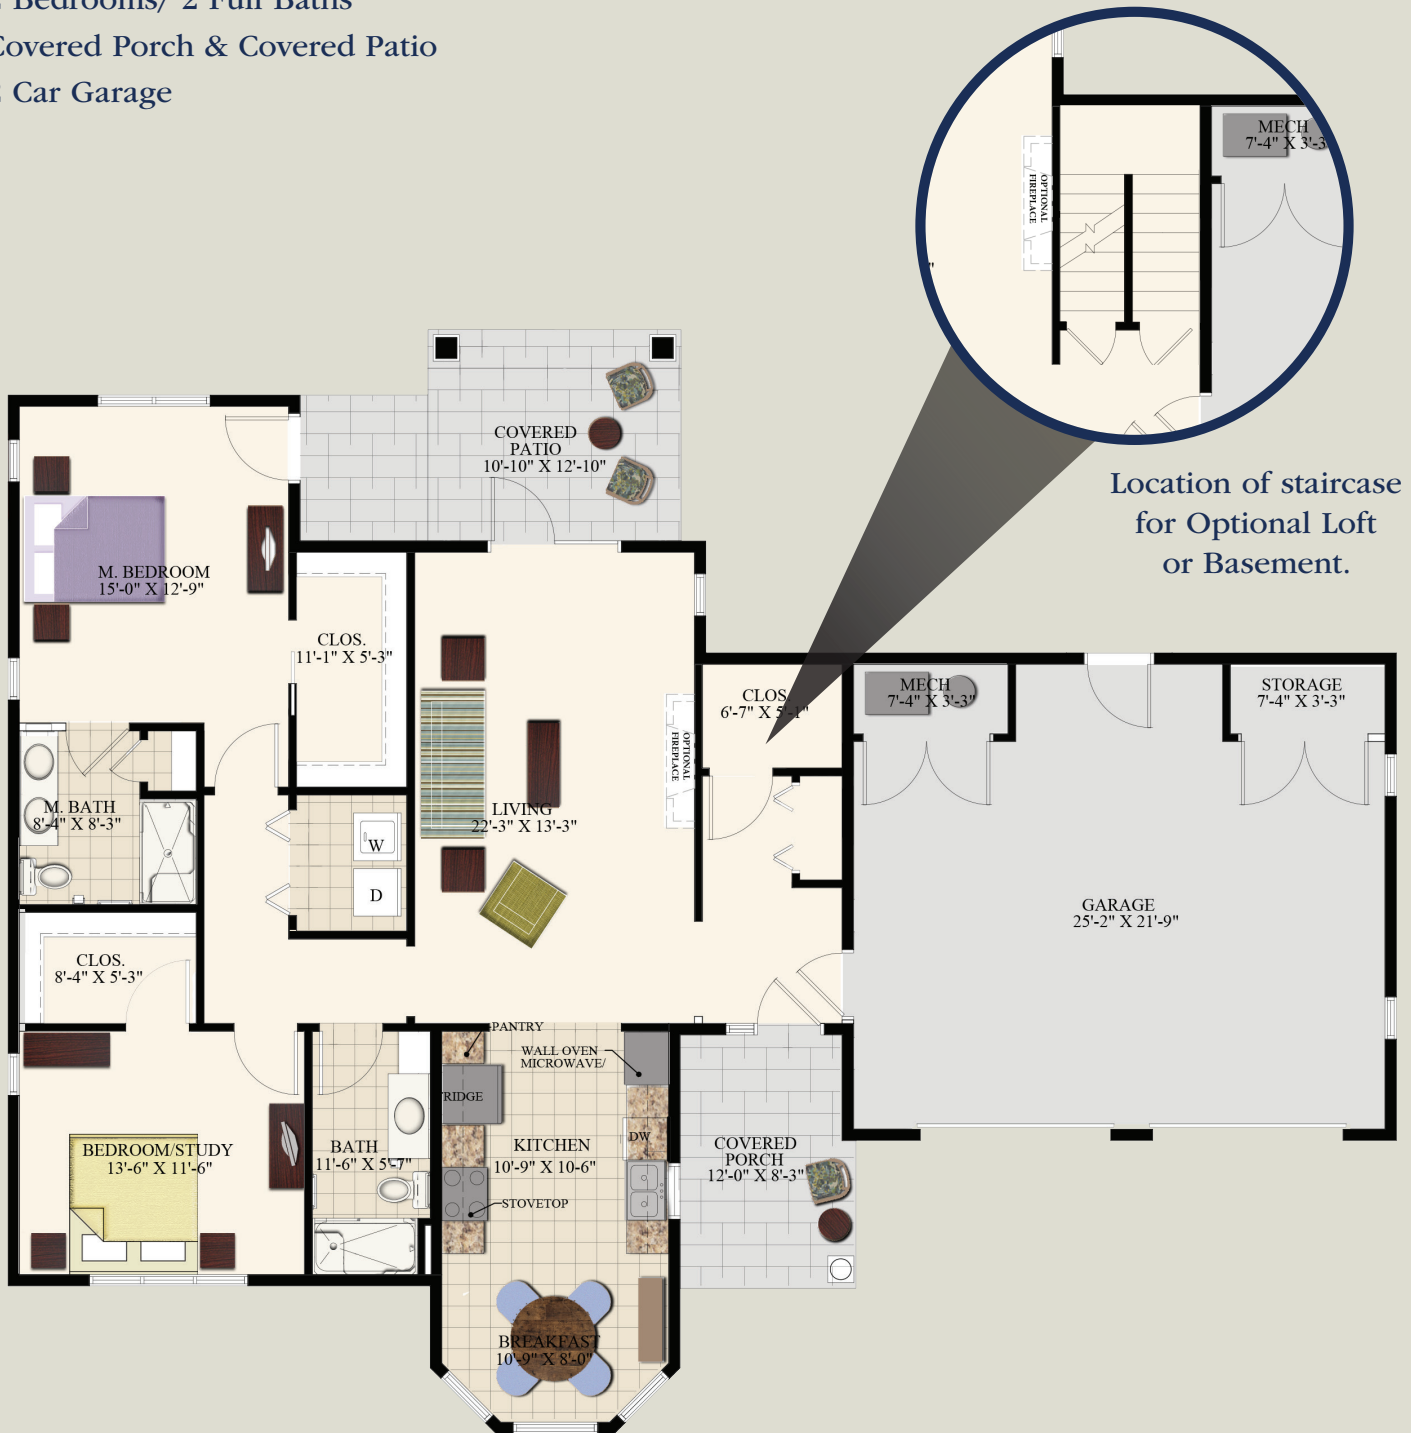 Bedrooms/ 2 Full Baths
Covered Porch & Covered Patio
Car Garage
MECH
7'-4" X 3'-3
OPTIONAL
FIREPLACE
"
Location of staircase
for Optional Loft
or Basement.
COVERED
PATIO
10'-10" X 12'-10"
M. BEDROOM
15'-0" X 12'-9"
CLOS.
11'-1" X 5'-3"
CLOS.
6'-7" X 5'-1"
MECH
7'-4" X 3'-3"
STORAGE
7'-4" X 3'-3"
OPTIONAL
FIREPLACE
M. BATH
8'-4" X 8'-3"
LIVING
22'-3" X 13'-3"
W
D
GARAGE
25'-2" X 21'-9"
CLOS.
8'-4" X 5'-3"
PANTRY
WALL OVEN
MICROWAVE/
RIDGE
BEDROOM/STUDY
13'-6" X 11'-6"
BATH
11'-6" X 5'-7"
KITCHEN
10'-9" X 10'-6"
DW
COVERED
PORCH
12'-0" X 8'-3"
STOVETOP
BREAKFAST
10'-9" X 8'-0"